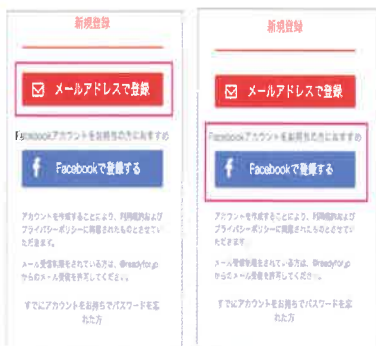 新規登録
メールアドレスで登録
Facebookアカウントをお持ちの方におすすめ
Facebookで登録する
アカウントを作成することにより、利用規約および
プライバシーポリシーに同意されたものとさせてい
ただきます。
メール受信制限をされている方は、@readyfor.jp
からのメール受信を許可してください。
すでにアカウントをお持ちでパスワードを忘
れた方
新規登録
メールアドレスで登録
Facebookアカウントをお持ちの方におすすめ
Facebookで登録する
アカウントを作成することにより、利用規約および
プライバシーポリシーに同意されたものとさせてい
ただきます。
メール受信制限をされている方は、@readyfor.jp
からのメール受信を許可してください。
すでにアカウントをお持ちでパスワードを忘
れた方